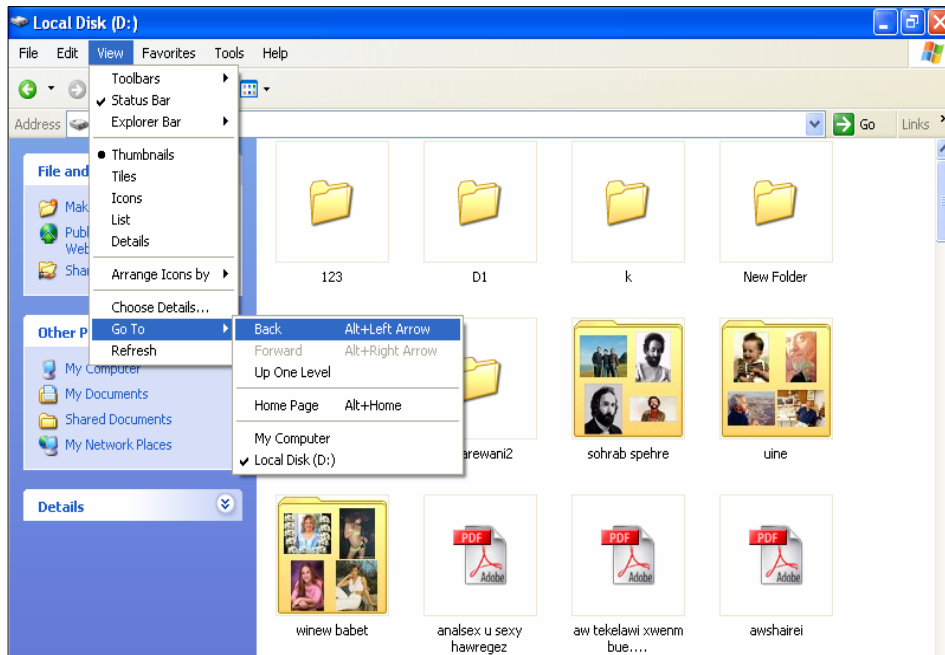 Local Disk (D:)
File Edit View Favorites Tools Help
Toolbars
Status Bar
Explorer Bar
Address
Go
Links
Thumbnails
Tiles
Icons
List
Details
Arrange Icons by
Choose Details...
Go To
Refresh
Back Alt+Left Arrow
Forward Alt+Right Arrow
Up One Level
Home Page Alt+Home
My Computer
Local Disk (D:)
File and
Mak
Publ
Web
Shar
Other P
My Computer
My Documents
Shared Documents
My Network Places
Details
123
D1
k
New Folder
arewani2
sohrab spehre
uine
winew babet
PDF
Adobe
analsex u sexy
hawregez
PDF
Adobe
aw tekelawi xwenm
bue....
PDF
Adobe
awshairei